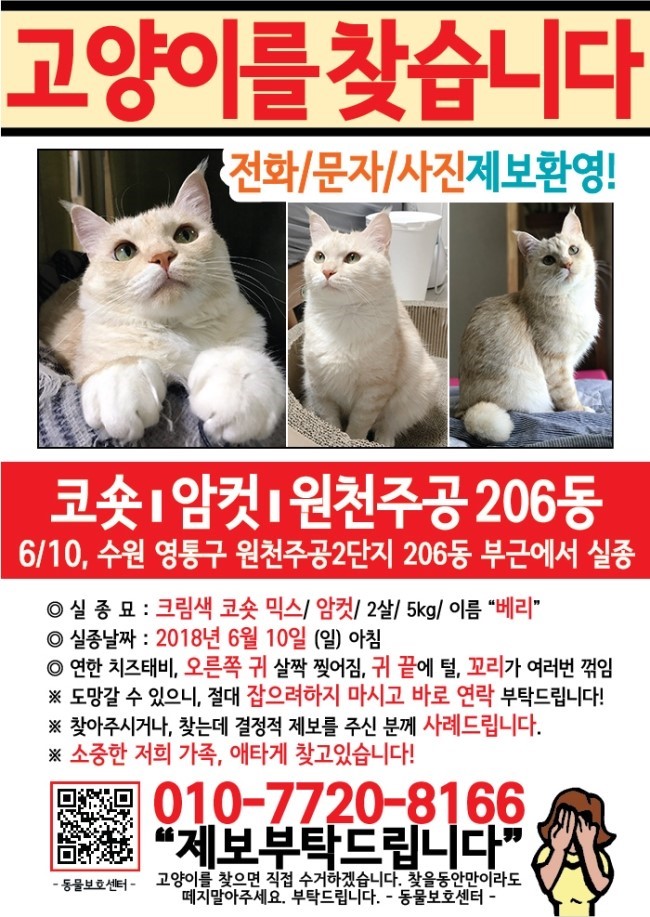 고양이를 찾습니다
전화/문자/사진제보환영!
코숏 I 암컷 I 원천주공 206동
6/10, 수원 영통구 원천주공2단지 206동 부근에서 실종
◎ 실 종 묘 : 크림색 코숏 믹스/ 암컷/ 2살/ 5kg/ 이름 “베리”
◎ 실종날짜 : 2018년 6월 10일 (일) 아침
◎ 연한 치즈태비, 오른쪽 귀 살짝 찢어짐, 귀 끝에 털, 꼬리가 여러번 꺾임
※ 도망갈 수 있으니, 절대 잡으려하지 마시고 바로 연락 부탁드립니다!
※ 찾아주시거나, 찾는데 결정적 제보를 주신 분께 사례드립니다.
※ 소중한 저희 가족, 애타게 찾고있습니다!
010-7720-8166
“제보부탁드립니다”
고양이를 찾으면 직접 수거하겠습니다. 찾을동안만이라도
떼지말아주세요. 부탁드립니다. - 동물보호센터 -
- 동물보호센터 -